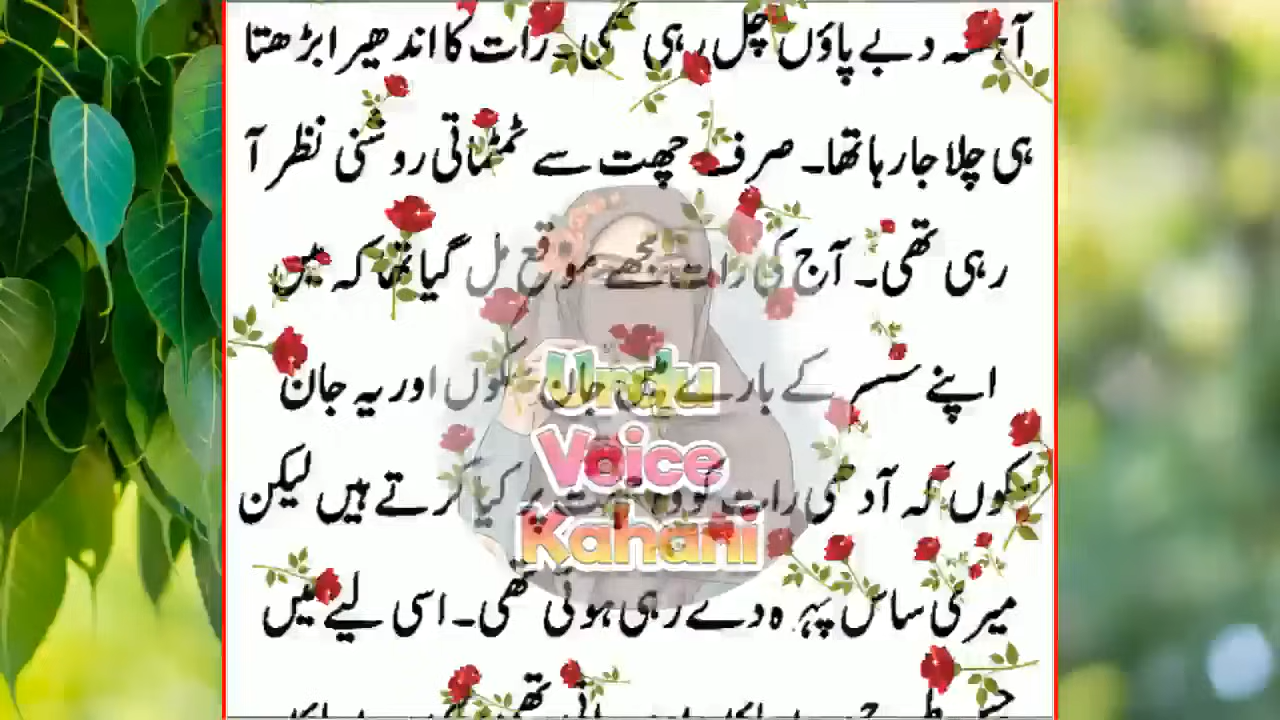 آہستہ دبے پاؤں چل رہی تھی۔ رات کا اندھیرا بڑھتا
ہی چلا جا رہا تھا۔ صرف چھت سے ٹمٹماتی روشنی نظر آ
رہی تھی۔ آج کی رات مجھے موقع مل گیا تھا کہ میں
اپنے سسر کے بارے میں جان سکوں اور یہ جان
سکوں کہ آدھی رات کو وہ چھت پر کیا کرتے ہیں لیکن
میری ساس پہرہ دے رہی ہوتی تھی۔ اسی لیے میں
Urdu
Voice
Kahani